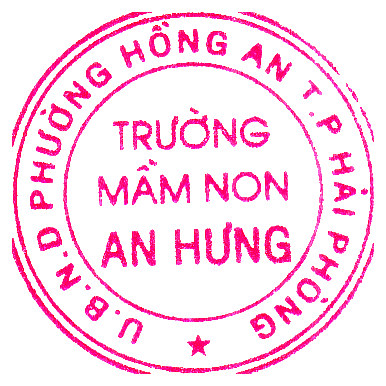 U.B.N.D PHƯỜNG HỒNG AN T.P HẢI PHÒNG
TRƯỜNG
MẦM NON
AN HƯNG